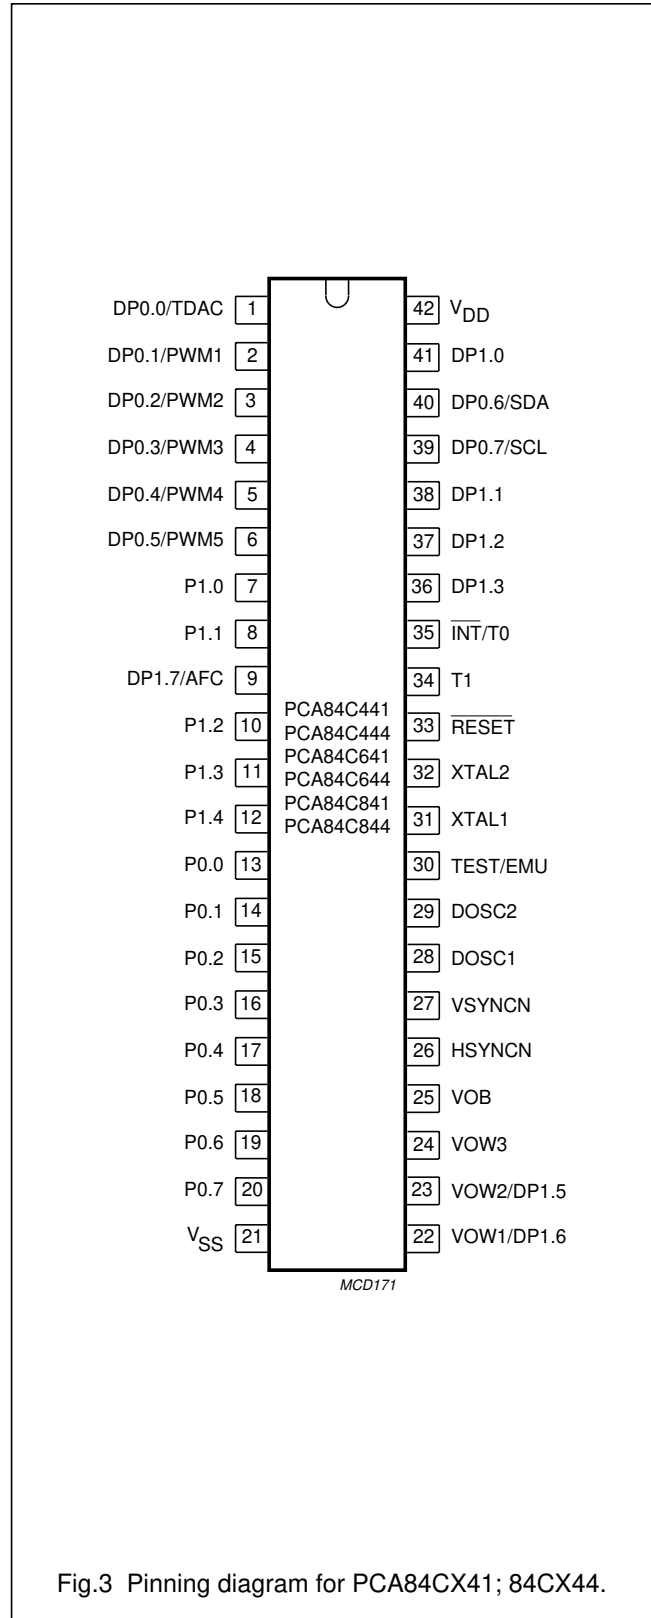 DP0.0/TDAC 1 42 VDD
DP0.1/PWM1 2 41 DP1.0
DP0.2/PWM2 3 40 DP0.6/SDA
DP0.3/PWM3 4 39 DP0.7/SCL
DP0.4/PWM4 5 38 DP1.1
DP0.5/PWM5 6 37 DP1.2
P1.0 7 36 DP1.3
P1.1 8 35 INT/T0
DP1.7/AFC 9 34 T1
PCA84C441
P1.2 10 33 RESET
PCA84C444
PCA84C641
P1.3 11 32 XTAL2
PCA84C644
PCA84C841
P1.4 12 31 XTAL1
PCA84C844
P0.0 13 30 TEST/EMU
P0.1 14 29 DOSC2
P0.2 15 28 DOSC1
P0.3 16 27 VSYNCN
P0.4 17 26 HSYNCN
P0.5 18 25 VOB
P0.6 19 24 VOW3
P0.7 20 23 VOW2/DP1.5
VSS 21 22 VOW1/DP1.6
MCD171
Fig.3 Pinning diagram for PCA84CX41; 84CX44.